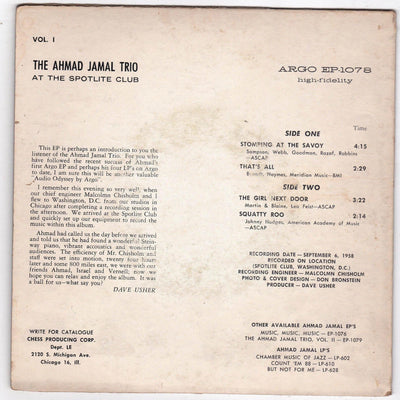 VOL. I
THE AHMAD JAMAL TRIO
AT THE SPOTLITE CLUB
ARGO EP-1078
high-fidelity
This EP is perhaps an introduction to you the
listener of the Ahmad Jamal Trio. For you who
have followed the recent success of Ahmad's
first Argo EP and perhaps his four LP's on Argo
to date, I am sure this will be another valuable
"Audio Odyssey by Argo".
I remember this evening so very well, when our
chief engineer Malcolm Chisholm and I
flew to Washington, D.C. from our studios in
Chicago after completing a recording session in
the afternoon. We arrived at the Spotlite Club and
quickly set up our equipment to record the
music within this album.
Ahmad had called us the day before we arrived
and told us that he had found a wonderful Stein-
way piano, vibrant acoustics and wonderful
audiences. The efficiency of Mr. Chisholm and
staff were set into motion, twenty four hours
later and some 800 miles east, we were with our
friends Ahmad, Israel and Vernell; now we
hope you can relax and enjoy the album. It was
a ball for us—what say you?
DAVE USHER
WRITE FOR CATALOGUE
CHESS PRODUCING CORP.
Dept. LE
2120 S. Michigan Ave.
Chicago 16, Ill.
SIDE ONE
Time
STOMPING AT THE SAVOY 4:15
Sampson, Webb, Goodman, Razaf, Robbins
—ASCAP
THAT'S ALL 2:29
Haymes, Meridian Music—BMI
SIDE TWO
THE GIRL NEXT DOOR 3:22
Martin & Blaine, Leo Feist—ASCAP
SQUATTY ROO 2:14
Johnny Hodges, American Academy of Music
—ASCAP
RECORDING DATE – SEPTEMBER 6, 1958
RECORDED ON LOCATION
(SPOTLITE CLUB, WASHINGTON, D.C.)
RECORDING ENGINEER – MALCOLMN CHISHOLM
PHOTO & COVER DESIGN – DON BRONSTEIN
PRODUCER – DAVE USHER
OTHER AVAILABLE AHMAD JAMAL EP'S
MUSIC, MUSIC, MUSIC – EP-1076
THE AHMAD JAMAL TRIO, VOL. II – EP-1079
AHMAD JAMAL LP'S
CHAMBER MUSIC OF JAZZ – LP-602
COUNT 'EM 88 – LP-610
BUT NOT FOR ME – LP-628